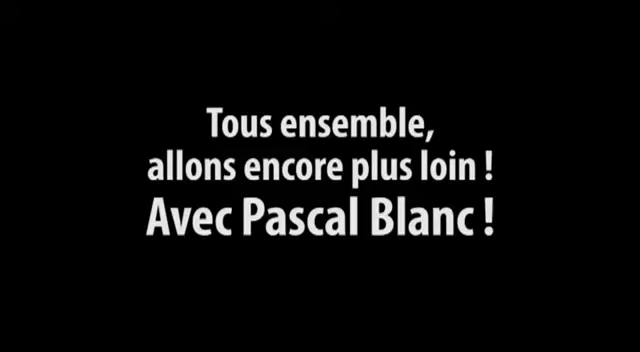 Tous ensemble,
allons encore plus loin !
Avec Pascal Blanc !